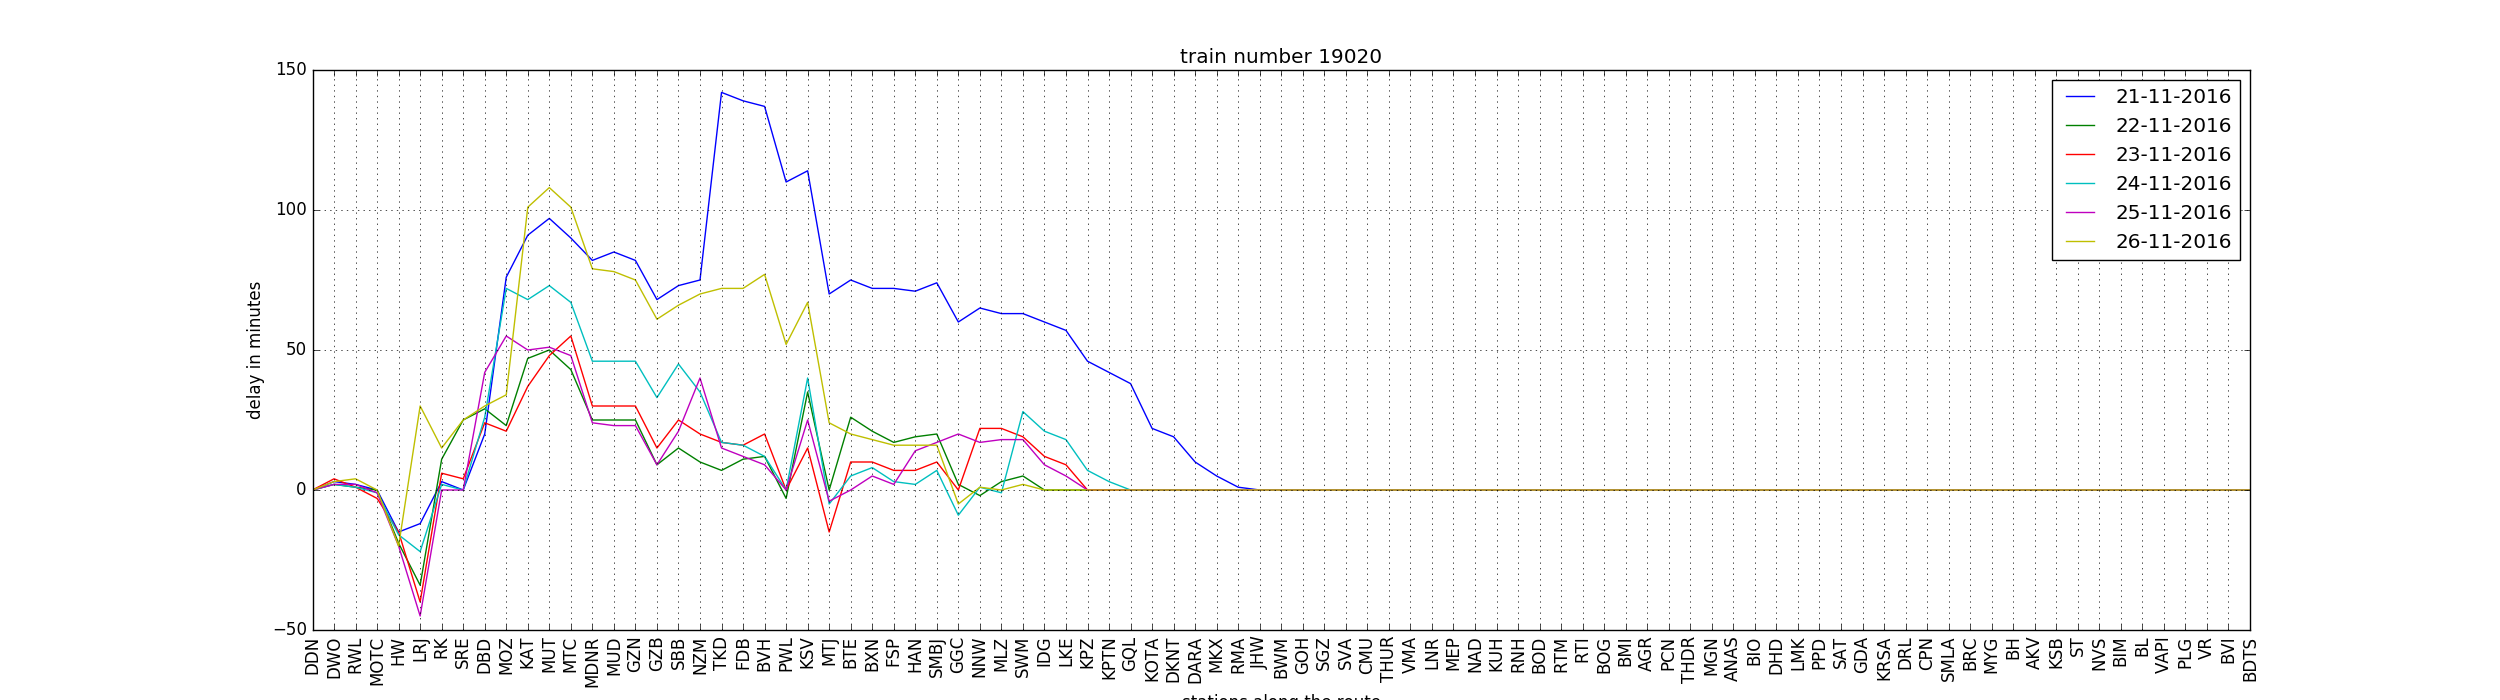 train number 19020
150
100
50
0
−50
delay in minutes
21-11-2016
22-11-2016
23-11-2016
24-11-2016
25-11-2016
26-11-2016
DDN DWO RWL MOTC HW LRJ RK SRE DBD MOZ KAT MUT MTC MDNR MUD GZN GZB SBB NZM TKD FDB BVH PWL KSV MTJ BTE BXN FSP HAN SMBJ GGC NNW MLZ SWM IDG LKE KPZ KPTN GQL KOTA DKNT DARA MKX RMA JHW BWM GOH SGZ SVA CMU THUR VMA LNR MEP NAD KUH RNH BOD RTM RTI BOG BMI AGR PCN THDR MGN ANAS BIO DHD LMK PPD SAT GDA KRSA DRL CPN SMLA BRC MYG BH AKV KSB ST NVS BIM BL VAPI PLG VR BVI BDTS
stations along the route